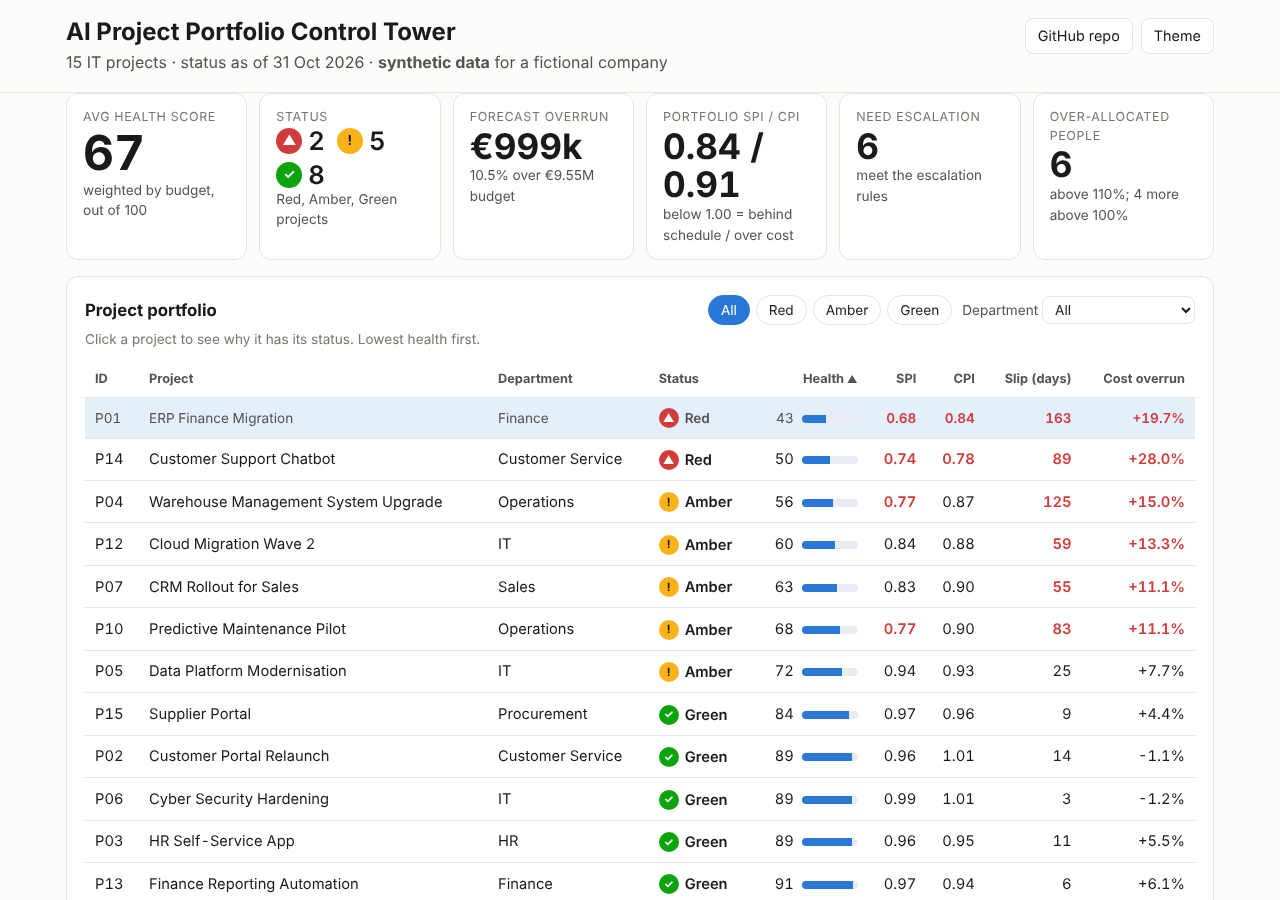 AI Project Portfolio Control Tower
GitHub repo
Theme
15 IT projects · status as of 31 Oct 2026 · synthetic data for a fictional company
AVG HEALTH SCORE
67
weighted by budget,
out of 100
STATUS
2 ! 5
8
Red, Amber, Green
projects
FORECAST OVERRUN
€999k
10.5% over €9.55M
budget
PORTFOLIO SPI / CPI
0.84 /
0.91
below 1.00 = behind
schedule / over cost
NEED ESCALATION
6
meet the escalation
rules
OVER-ALLOCATED
PEOPLE
6
above 110%; 4 more
above 100%
Project portfolio
All Red Amber Green Department All
Click a project to see why it has its status. Lowest health first.
ID Project Department Status Health ▲ SPI CPI Slip (days) Cost overrun
P01 ERP Finance Migration Finance Red 43 0.68 0.84 163 +19.7%
P14 Customer Support Chatbot Customer Service Red 50 0.74 0.78 89 +28.0%
P04 Warehouse Management System Upgrade Operations ! Amber 56 0.77 0.87 125 +15.0%
P12 Cloud Migration Wave 2 IT ! Amber 60 0.84 0.88 59 +13.3%
P07 CRM Rollout for Sales Sales ! Amber 63 0.83 0.90 55 +11.1%
P10 Predictive Maintenance Pilot Operations ! Amber 68 0.77 0.90 83 +11.1%
P05 Data Platform Modernisation IT ! Amber 72 0.94 0.93 25 +7.7%
P15 Supplier Portal Procurement Green 84 0.97 0.96 9 +4.4%
P02 Customer Portal Relaunch Customer Service Green 89 0.96 1.01 14 -1.1%
P06 Cyber Security Hardening IT Green 89 0.99 1.01 3 -1.2%
P03 HR Self-Service App HR Green 89 0.96 0.95 11 +5.5%
P13 Finance Reporting Automation Finance Green 91 0.97 0.94 6 +6.1%